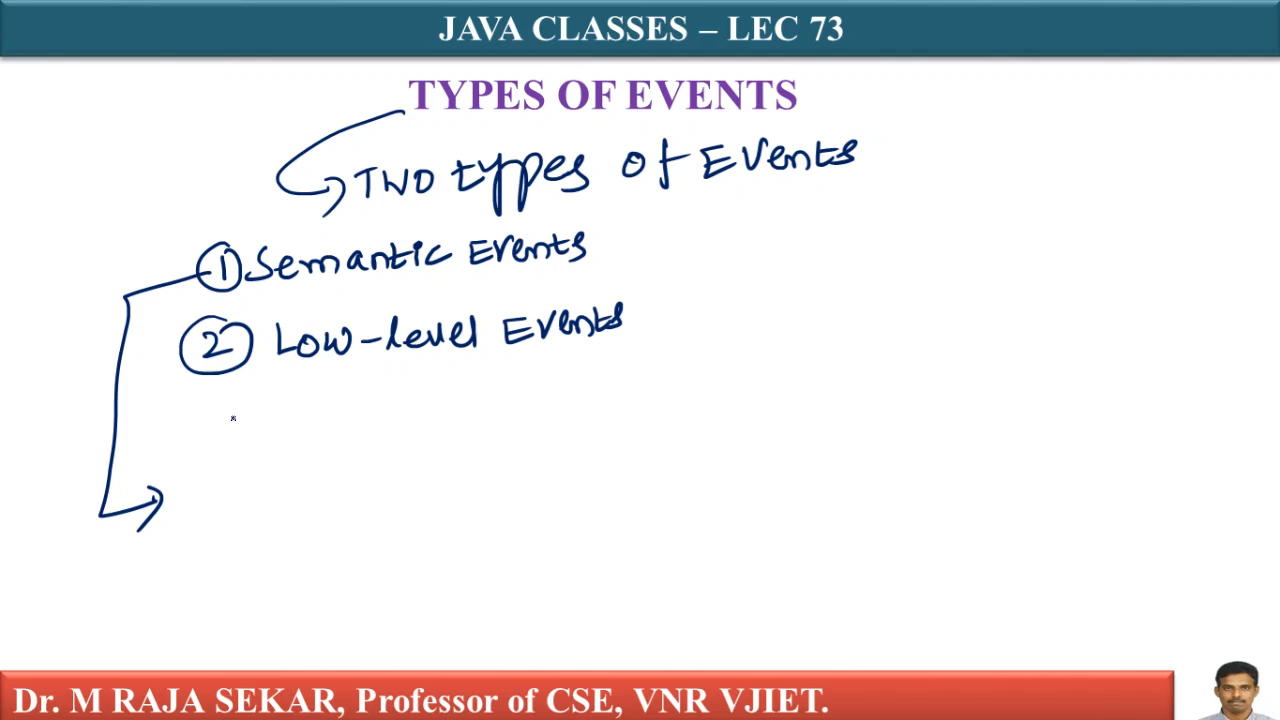 JAVA CLASSES – LEC 73
TYPES OF EVENTS
TWO types of Events
1 Semantic Events
2 Low-level Events
Dr. M RAJA SEKAR, Professor of CSE, VNR VJIET.